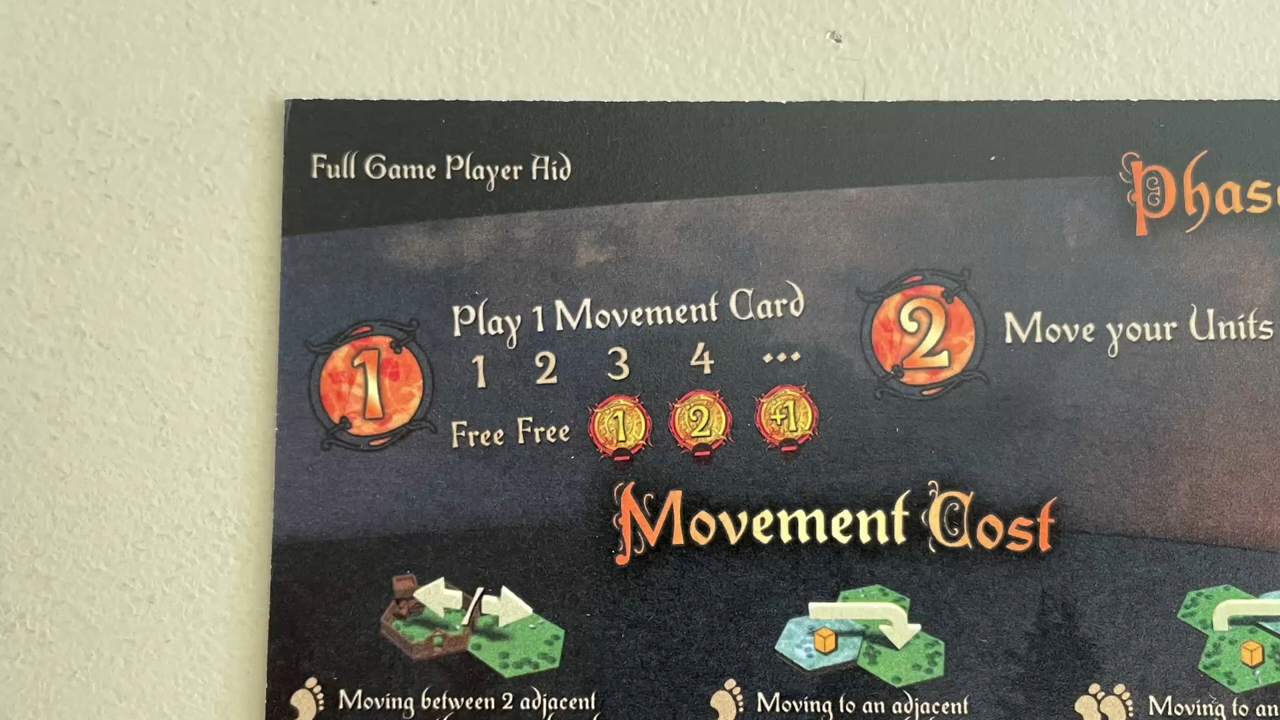 Full Game Player Aid
1
Play 1 Movement Card
1 2 3 4 ...
Free Free 1 2 +1
2
Move your Units
Movement Cost
Moving between 2 adjacent
Moving to an adjacent
Moving to an